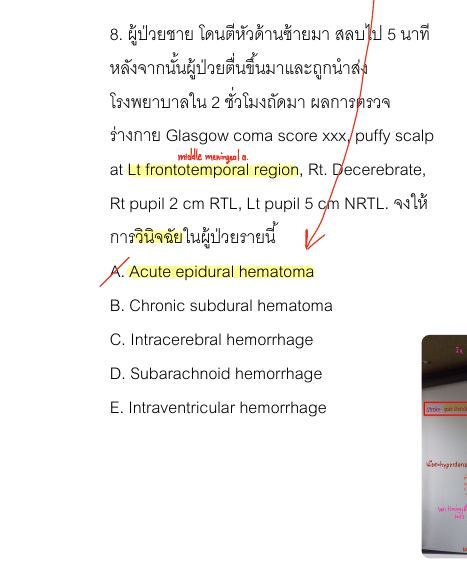 8. ผู้ป่วยชาย โดนตีหัวด้านซ้ายมา สลบไป 5 นาที
หลังจากนั้นผู้ป่วยตื่นขึ้นมาและถูกนำส่ง
โรงพยาบาลใน 2 ชั่วโมงถัดมา ผลการตรวจ
ร่างกาย Glasgow coma score xxx, puffy scalp
middle meningeal a.
at Lt frontotemporal region, Rt. Decerebrate,
Rt pupil 2 cm RTL, Lt pupil 5 cm NRTL. จงให้
การวินิจฉัยในผู้ป่วยรายนี้
A. Acute epidural hematoma
B. Chronic subdural hematoma
C. Intracerebral hemorrhage
D. Subarachnoid hemorrhage
E. Intraventricular hemorrhage